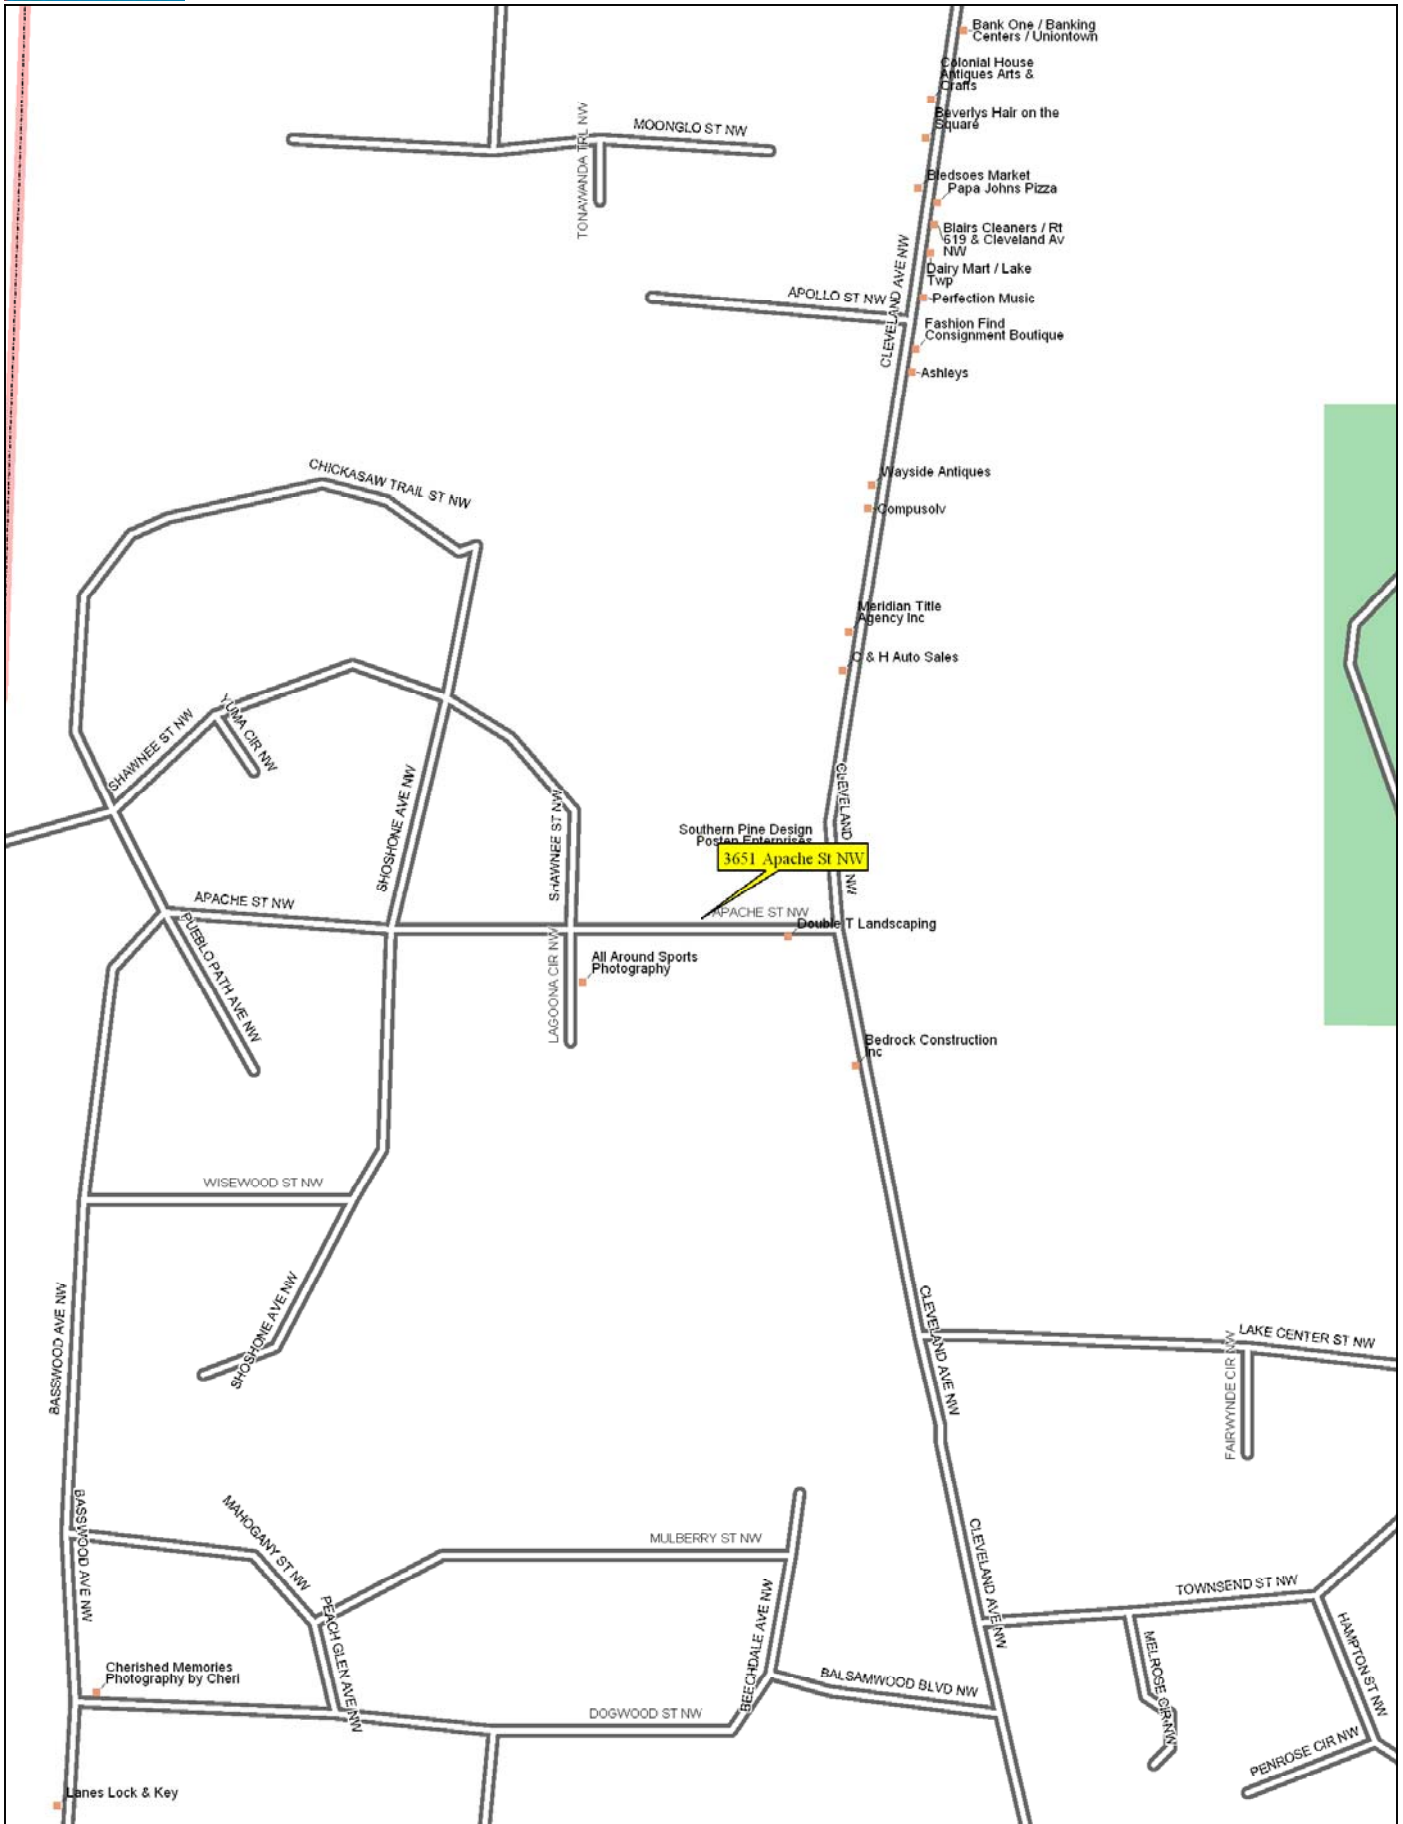 Bank One / Banking
Centers / Uniontown
Colonial House
Antiques Arts &
Crafts
Beverlys Hair on the
Square
MOONGLO ST NW
TONAWANDA TRL NW
Bledsoes Market
Papa Johns Pizza
Blairs Cleaners / Rt
619 & Cleveland Av
NW
Dairy Mart / Lake
Twp
CLEVELAND AVE NW
APOLLO ST NW
Perfection Music
Fashion Find
Consignment Boutique
Ashleys
CHICKASAW TRAIL ST NW
Wayside Antiques
Compusolv
Meridian Title
Agency Inc
C & H Auto Sales
SHAWNEE ST NW
YUMA CIR NW
SHOSHONE AVE NW
SHAWNEE ST NW
CLEVELAND
NW
Southern Pine Design
Posten Enterprises
3651 Apache St NW
APACHE ST NW
APACHE ST NW
Double T Landscaping
PUEBLO PATH AVE NW
LAGOONA CIR NW
All Around Sports
Photography
Bedrock Construction
Inc
WISEWOOD ST NW
BASSWOOD AVE NW
SHOSHONE AVE NW
CLEVELAND AVE NW
LAKE CENTER ST NW
FAIRWYNDE CIR NW
BASSWOOD AVE NW
MAHOGANY ST NW
MULBERRY ST NW
CLEVELAND AVE NW
TOWNSEND ST NW
PEACH GLEN AVE NW
BEECHDALE AVE NW
MELROSE CIR NW
HAMPTON ST NW
Cherished Memories
Photography by Cheri
BALSAMWOOD BLVD NW
DOGWOOD ST NW
PENROSE CIR NW
Lanes Lock & Key